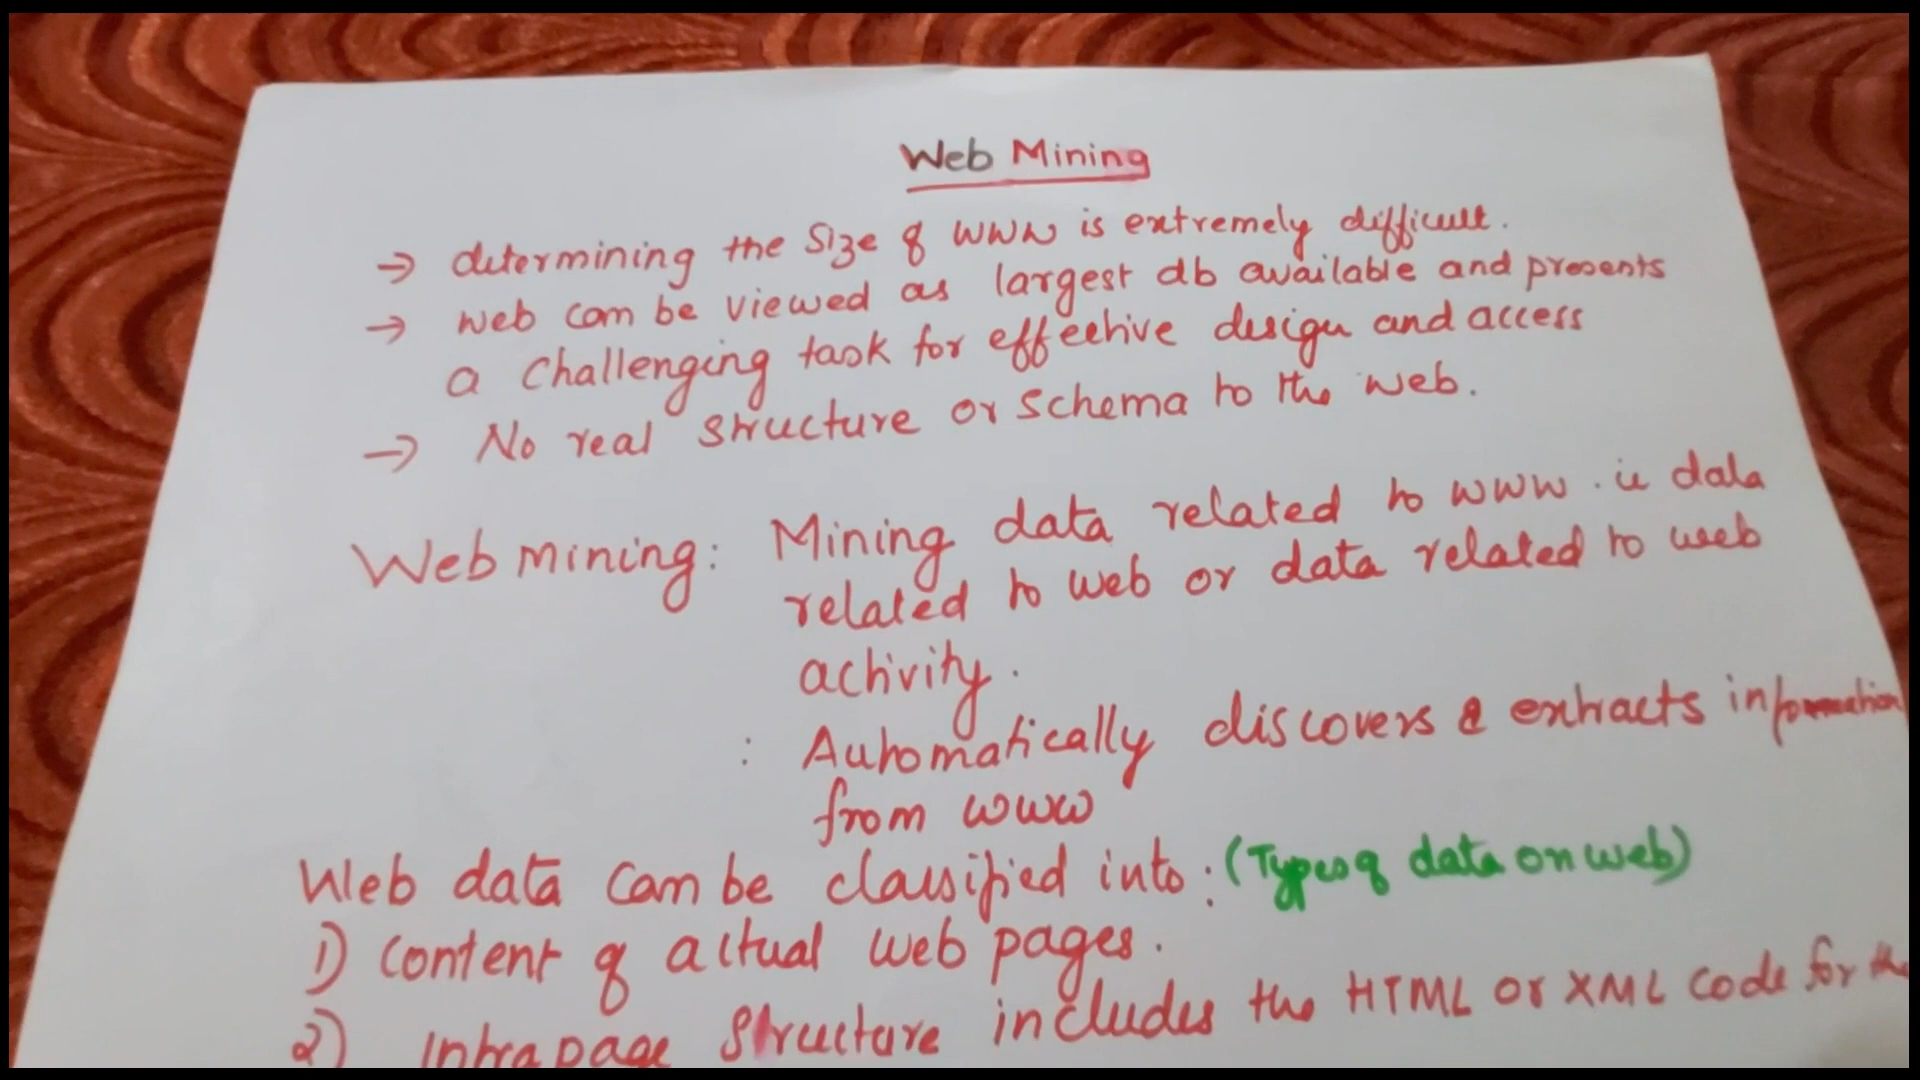 Web Mining
→ determining the Size of WWW is extremely difficult.
→ web can be viewed as largest db available and presents
a challenging task for effective design and access
→ No real structure or schema to the web.
Web mining: Mining data related to WWW. ie data
related to web or data related to web
activity.
: Automatically discovers & extracts information
from www
Web data can be classified into: (Types of data on web)
1) Content of actual web pages.
2) Intra page structure includes the HTML or XML code for the